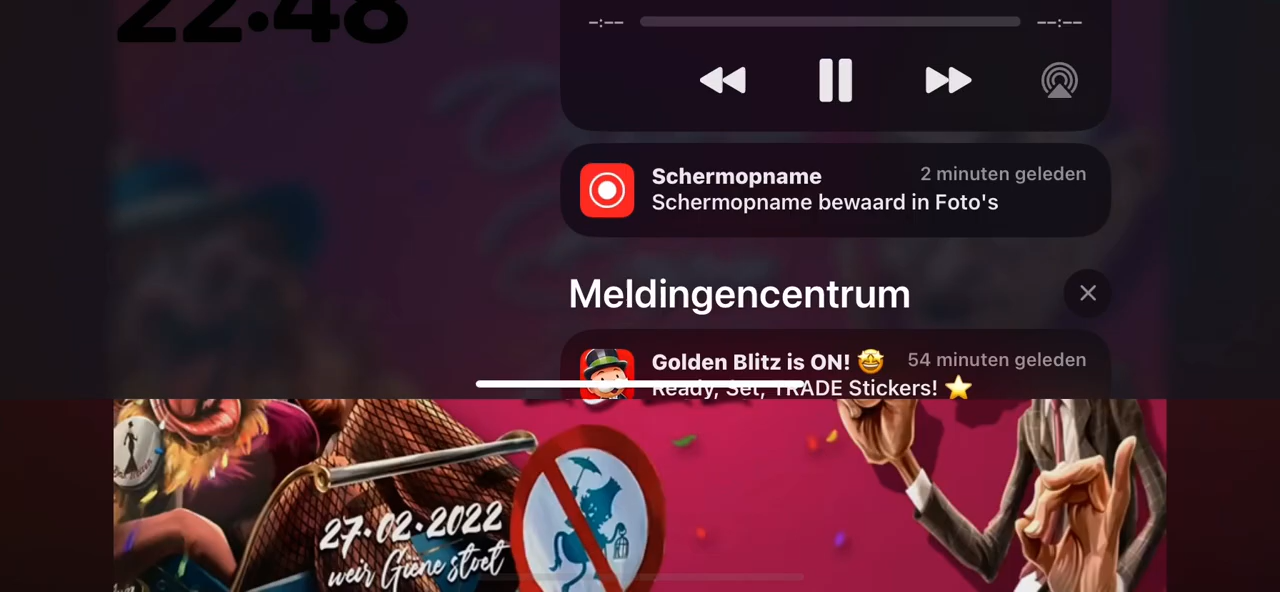 22:48
-:-- --:--
Schermopname 2 minuten geleden
Schermopname bewaard in Foto's
Meldingencentrum
Golden Blitz is ON! 🤩 54 minuten geleden
Ready, Set, TRADE Stickers! ⭐
27·02·2022
weir Giëne stoet